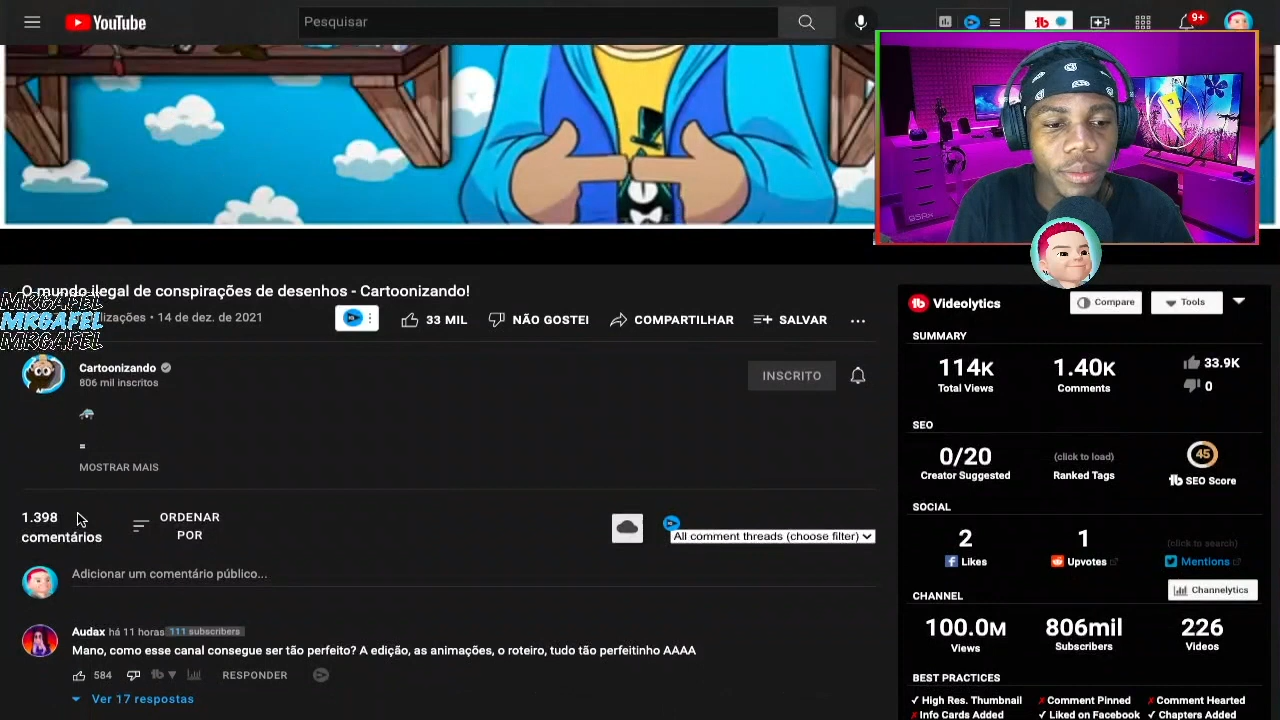 YouTube
Pesquisar
9+
O mundo ilegal de conspirações de desenhos - Cartoonizando!
MRGAFEL
MRGAFEL
MRGAFEL
lizações • 14 de dez. de 2021
33 MIL
NÃO GOSTEI
COMPARTILHAR
SALVAR
Cartoonizando
806 mil inscritos
INSCRITO
=
MOSTRAR MAIS
1.398
comentários
ORDENAR
POR
All comment threads (choose filter)
Adicionar um comentário público...
Audax há 11 horas 111 subscribers
Mano, como esse canal consegue ser tão perfeito? A edição, as animações, o roteiro, tudo tão perfeitinho AAAA
584
RESPONDER
Ver 17 respostas
tb Videolytics
Compare
Tools
SUMMARY
114K
Total Views
1.40K
Comments
33.9K
0
SEO
0/20
Creator Suggested
(click to load)
Ranked Tags
45
tb SEO Score
SOCIAL
2
Likes
1
Upvotes
(click to search)
Mentions
CHANNEL
Channelytics
100.0M
Views
806mil
Subscribers
226
Videos
BEST PRACTICES
✓ High Res. Thumbnail
✗ Comment Pinned
✗ Comment Hearted
✗ Info Cards Added
✓ Liked on Facebook
✓ Chapters Added